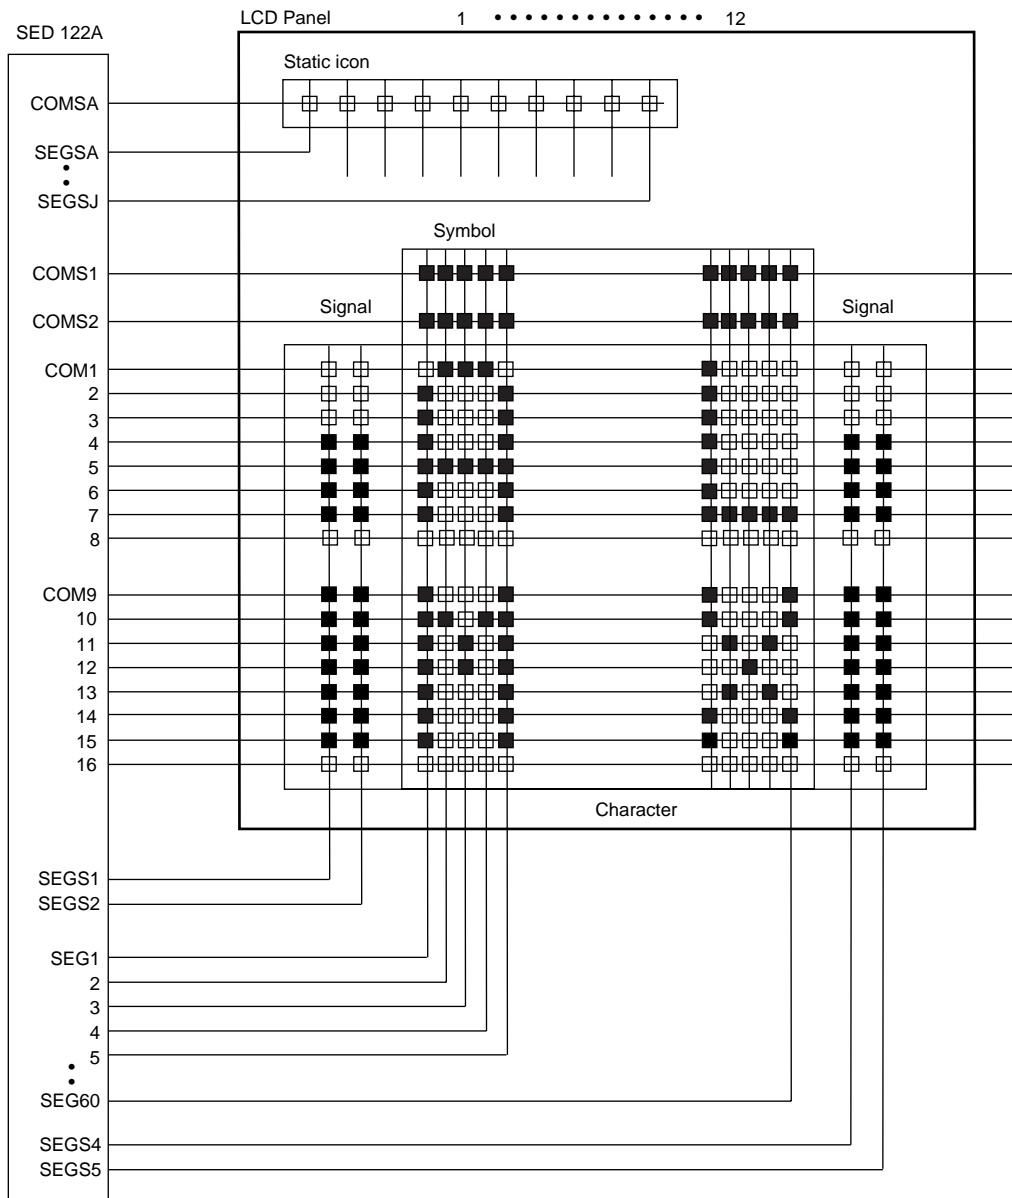 LCD Panel 1 •••••••••••••• 12
SED 122A
Static icon
COMSA
SEGSA
SEGSJ
Symbol
COMS1
Signal Signal
COMS2
COM1
2
3
4
5
6
7
8
COM9
10
11
12
13
14
15
16
Character
SEGS1
SEGS2
SEG1
2
3
4
5
SEG60
SEGS4
SEGS5